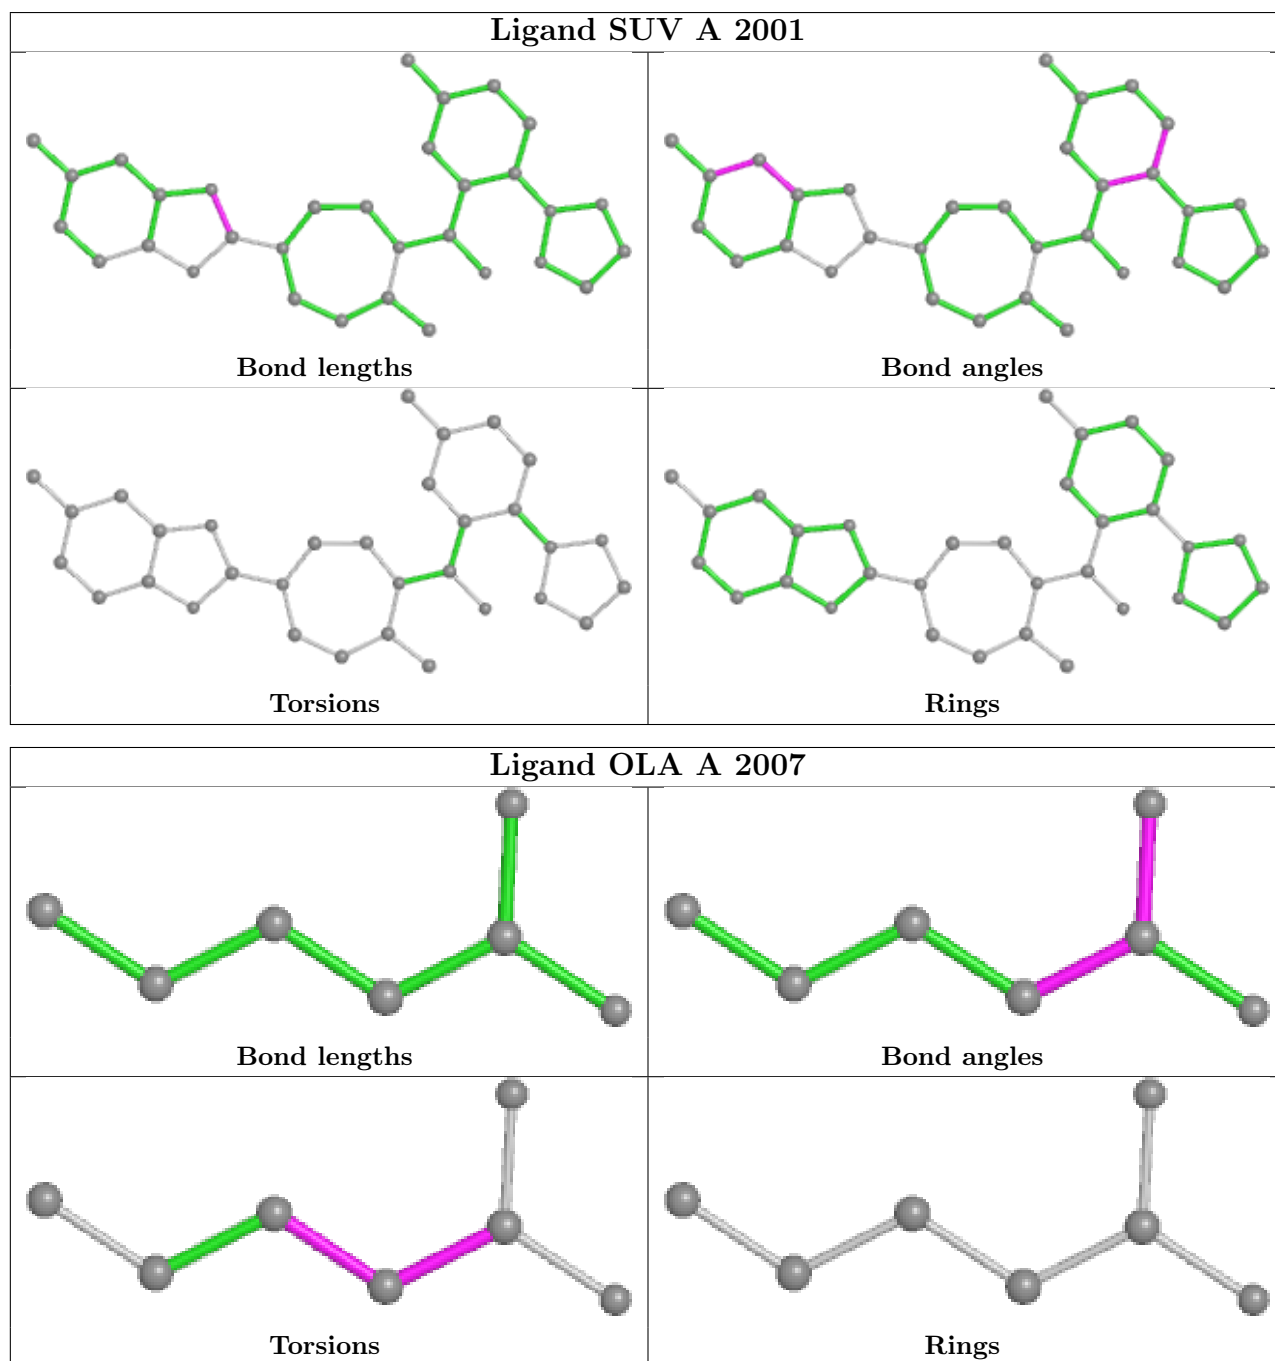 Ligand SUV A 2001
Bond lengths
Bond angles
Torsions
Rings
Ligand OLA A 2007
Bond lengths
Bond angles
Torsions
Rings